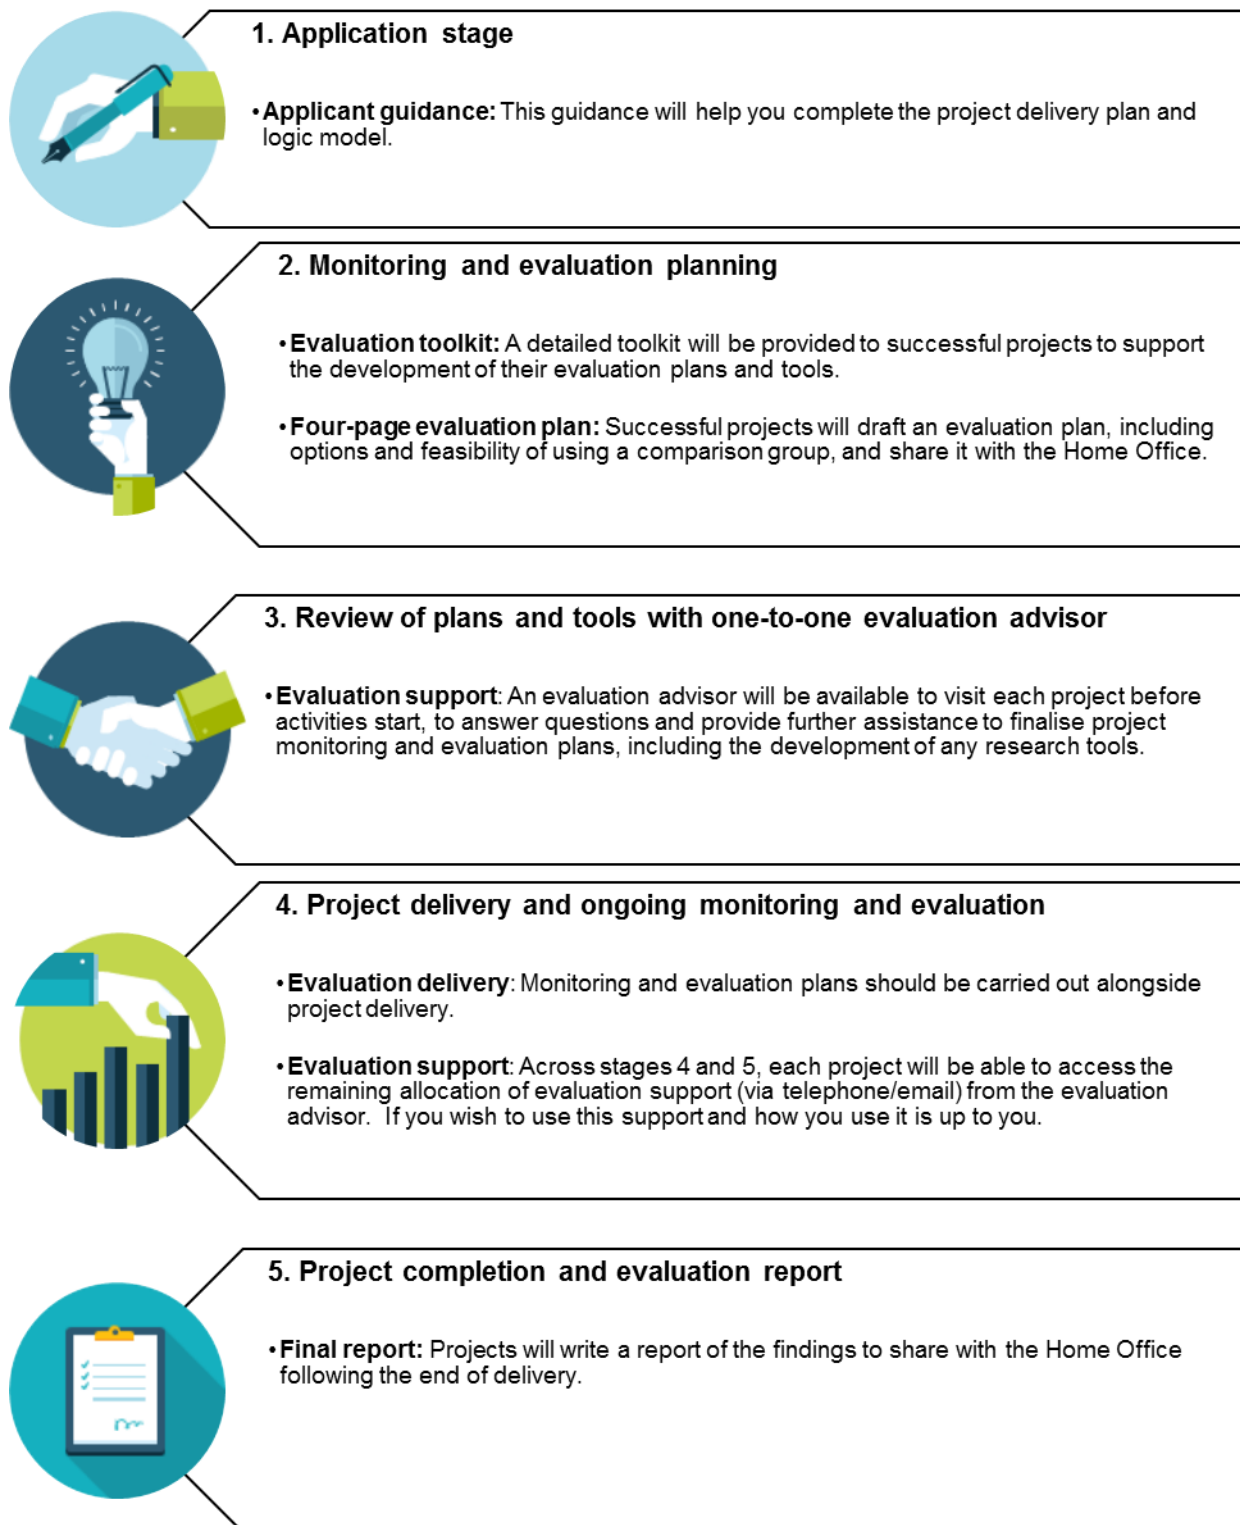 1. Application stage
•Applicant guidance: This guidance will help you complete the project delivery plan and
logic model.
2. Monitoring and evaluation planning
•Evaluation toolkit: A detailed toolkit will be provided to successful projects to support
the development of their evaluation plans and tools.
•Four-page evaluation plan: Successful projects will draft an evaluation plan, including
options and feasibility of using a comparison group, and share it with the Home Office.
3. Review of plans and tools with one-to-one evaluation advisor
•Evaluation support: An evaluation advisor will be available to visit each project before
activities start, to answer questions and provide further assistance to finalise project
monitoring and evaluation plans, including the development of any research tools.
4. Project delivery and ongoing monitoring and evaluation
•Evaluation delivery: Monitoring and evaluation plans should be carried out alongside
project delivery.
•Evaluation support: Across stages 4 and 5, each project will be able to access the
remaining allocation of evaluation support (via telephone/email) from the evaluation
advisor. If you wish to use this support and how you use it is up to you.
5. Project completion and evaluation report
•Final report: Projects will write a report of the findings to share with the Home Office
following the end of delivery.